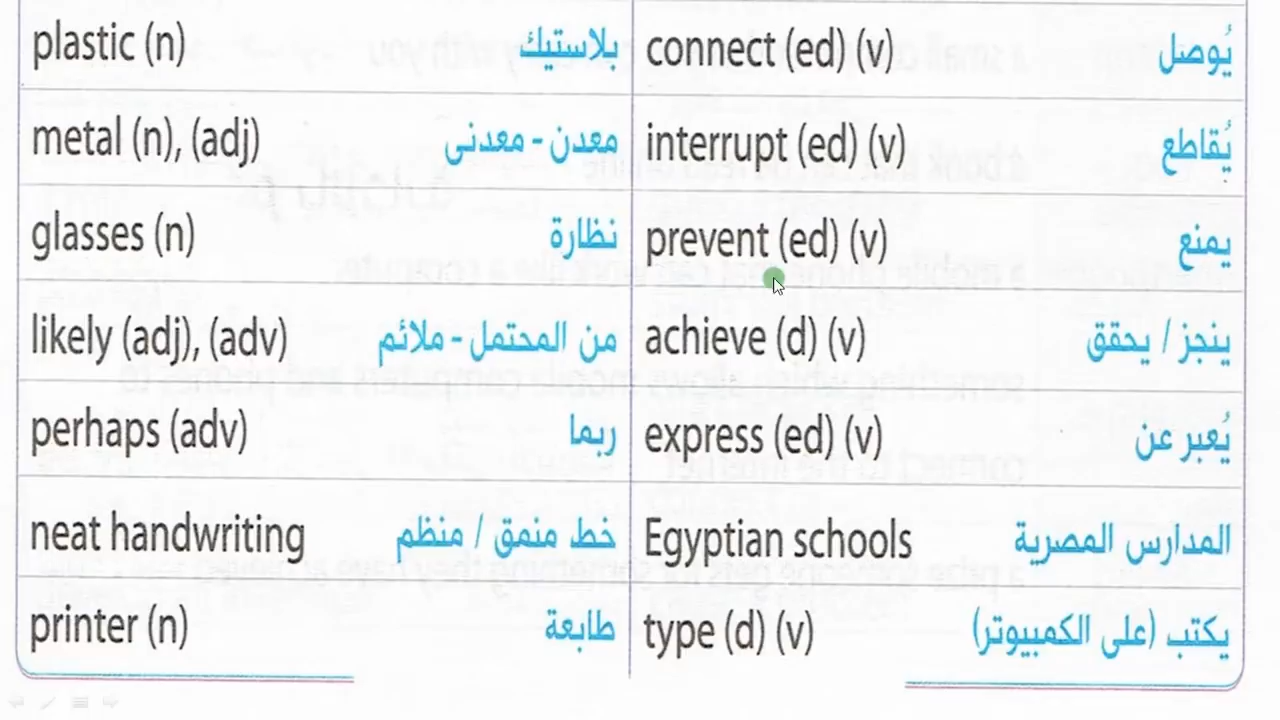 plastic (n) بلاستيك connect (ed) (v) يُوصل
metal (n), (adj) معدن - معدنى interrupt (ed) (v) يُقاطع
glasses (n) نظارة prevent (ed) (v) يمنع
likely (adj), (adv) من المحتمل - ملائم achieve (d) (v) ينجز / يحقق
perhaps (adv) ربما express (ed) (v) يُعبر عن
neat handwriting خط منمق / منظم Egyptian schools المدارس المصرية
printer (n) طابعة type (d) (v) يكتب (على الكمبيوتر)